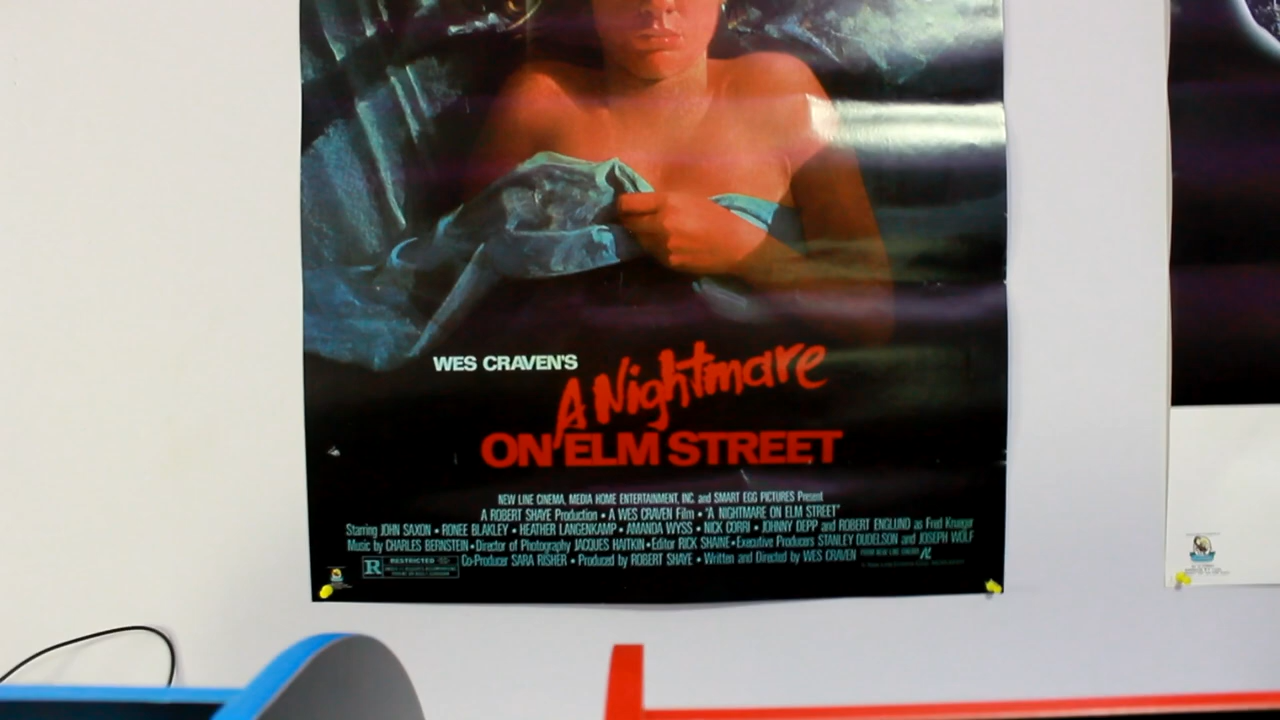 WES CRAVEN'S
A Nightmare
ON ELM STREET
NEW LINE CINEMA, MEDIA HOME ENTERTAINMENT, INC. and SMART EGG PICTURES Present
A ROBERT SHAYE Production • A WES CRAVEN Film • "A NIGHTMARE ON ELM STREET"
Starring JOHN SAXON • RONEE BLAKLEY • HEATHER LANGENKAMP • AMANDA WYSS • NICK CORRI • JOHNNY DEPP and ROBERT ENGLUND as Fred Krueger
Music by CHARLES BERNSTEIN • Director of Photography JACQUES HAITKIN • Editor RICK SHAINE • Executive Producers STANLEY DUDELSON and JOSEPH WOLF
R RESTRICTED Co-Producer SARA RISHER • Produced by ROBERT SHAYE • Written and Directed by WES CRAVEN FROM NEW LINE CINEMA